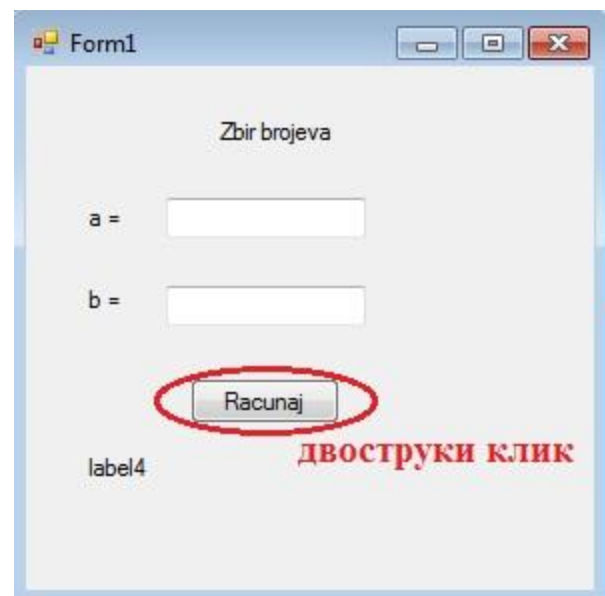 Form1
Zbir brojeva
a =
b =
Racunaj
двоструки клик
label4